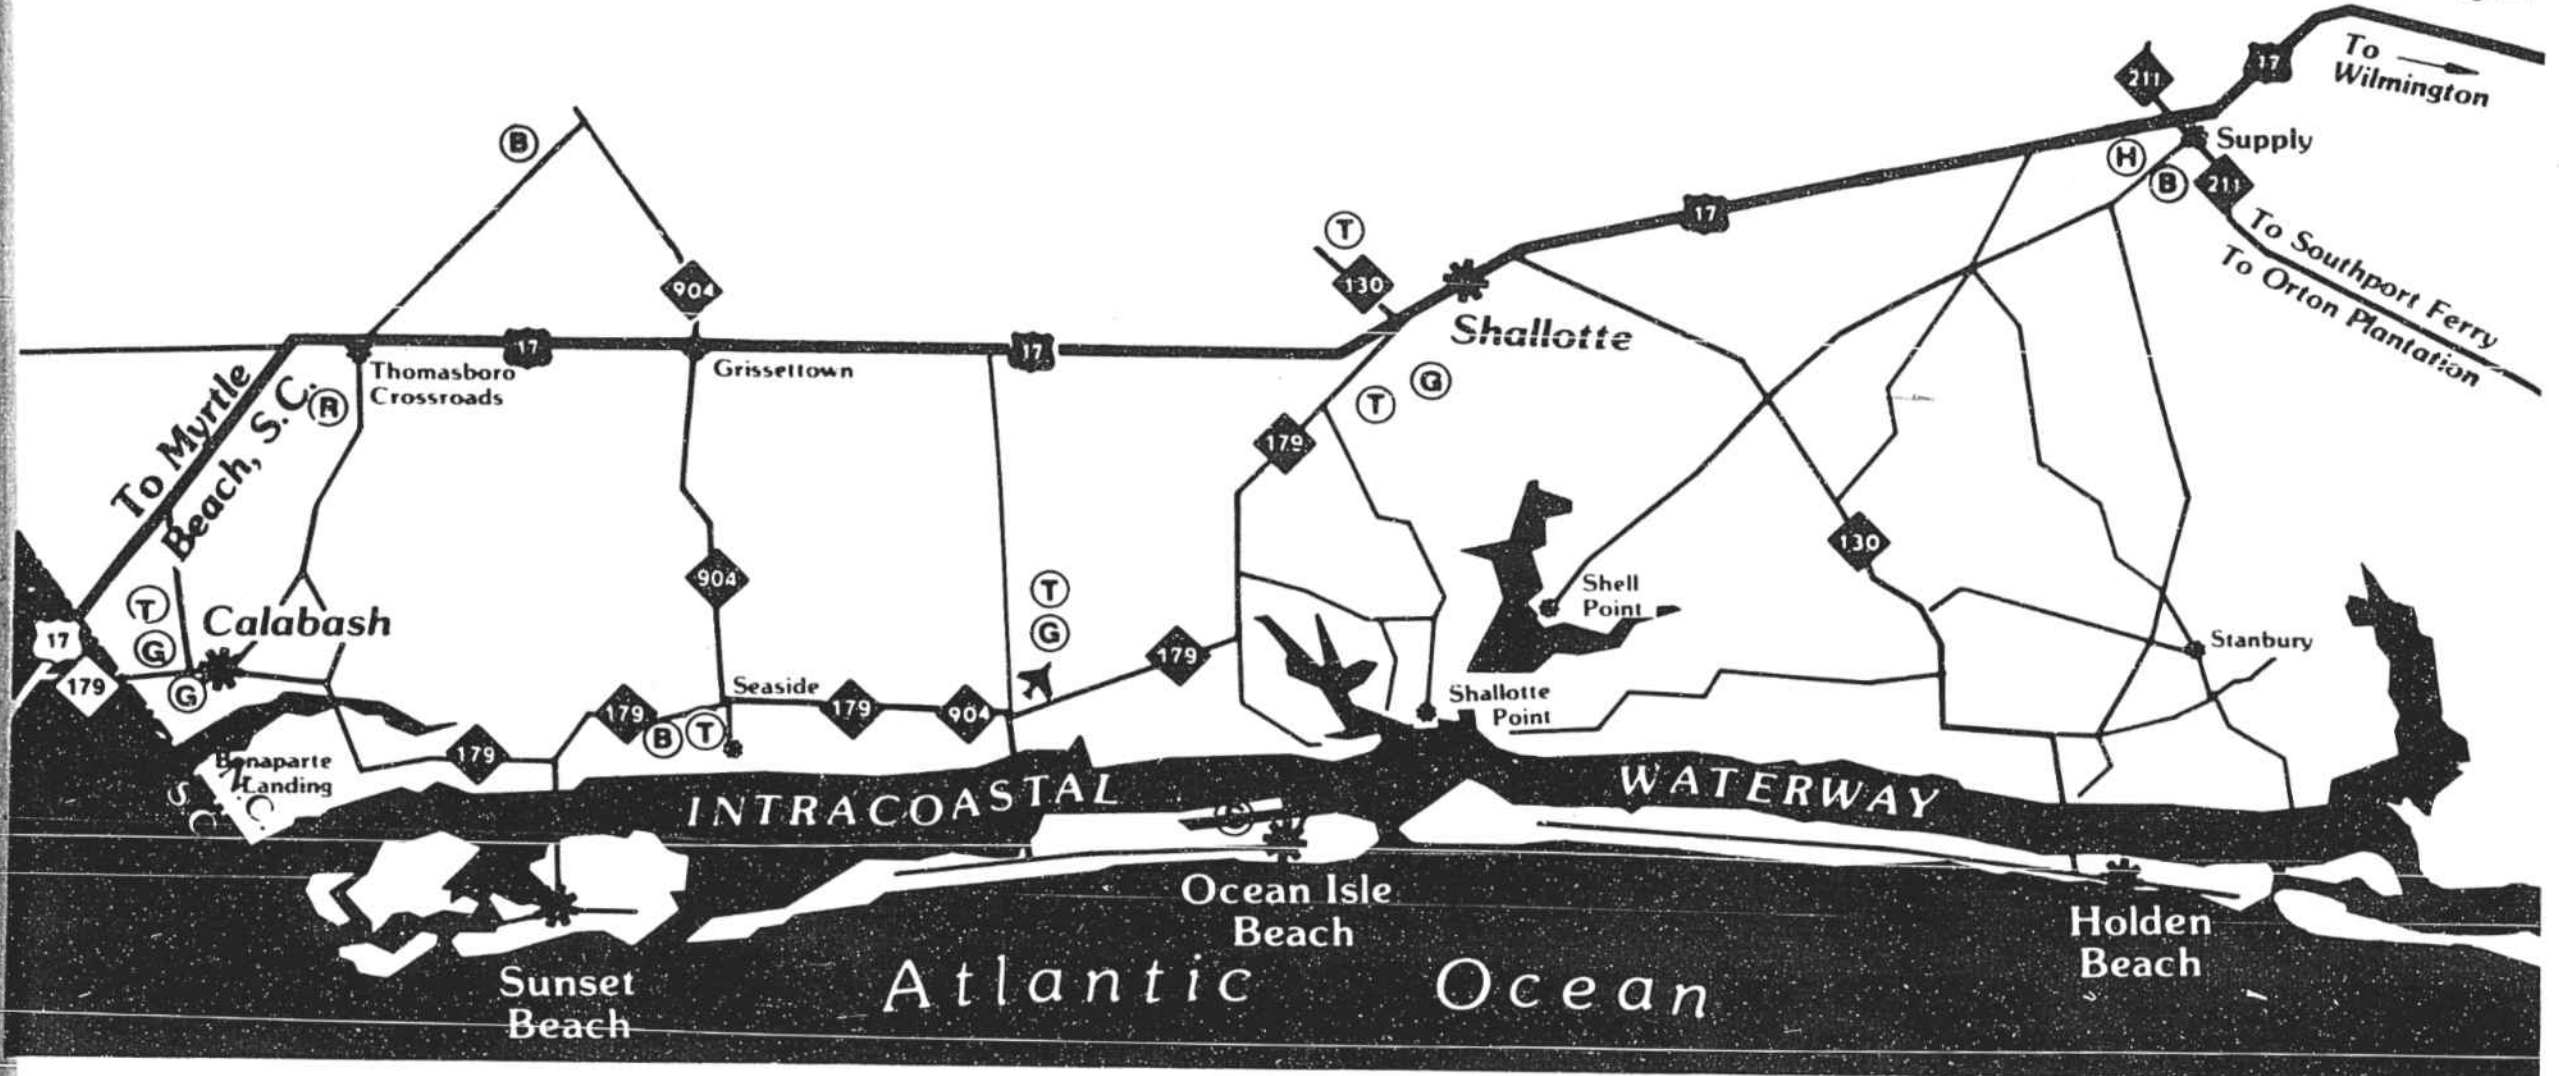 To
Wilmington
17
211
Supply
H
B
211
To Southport Ferry
To Orton Plantation
B
T
130
17
904
Shallotte
17
17
Thomasboro
Crossroads
Grissettown
To Myrtle
Beach, S.C.
R
T
G
179
904
130
Shell
Point
T
G
T
G
Calabash
17
179
G
179
Stanbury
Seaside
179
179
904
B
T
Shallotte
Point
179
Bonaparte
Landing
N.C.
S.C.
INTRACOASTAL
WATERWAY
Ocean Isle
Beach
Holden
Beach
Sunset
Beach
Atlantic Ocean